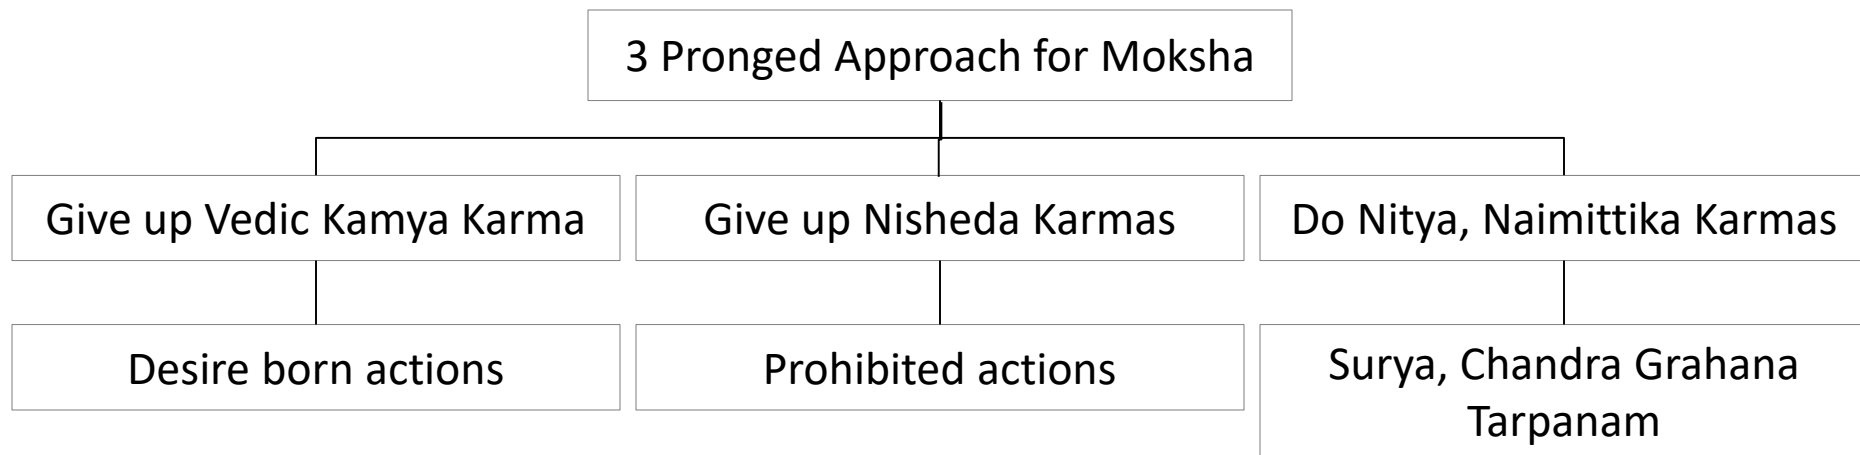 3 Pronged Approach for Moksha
Give up Vedic Kamya Karma
Give up Nisheda Karmas
Do Nitya, Naimittika Karmas
Desire born actions
Prohibited actions
Surya, Chandra Grahana
Tarpanam